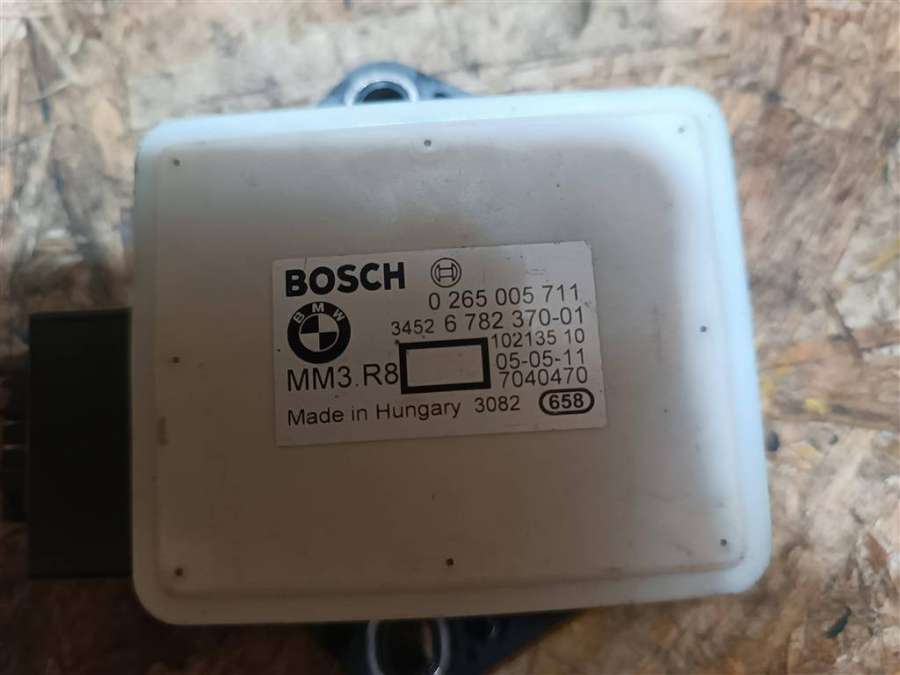 BOSCH
0 265 005 711
BMW
3452 6 782 370-01
102135 10
05-05-11
MM3.R8
7040470
Made in Hungary 3082 658